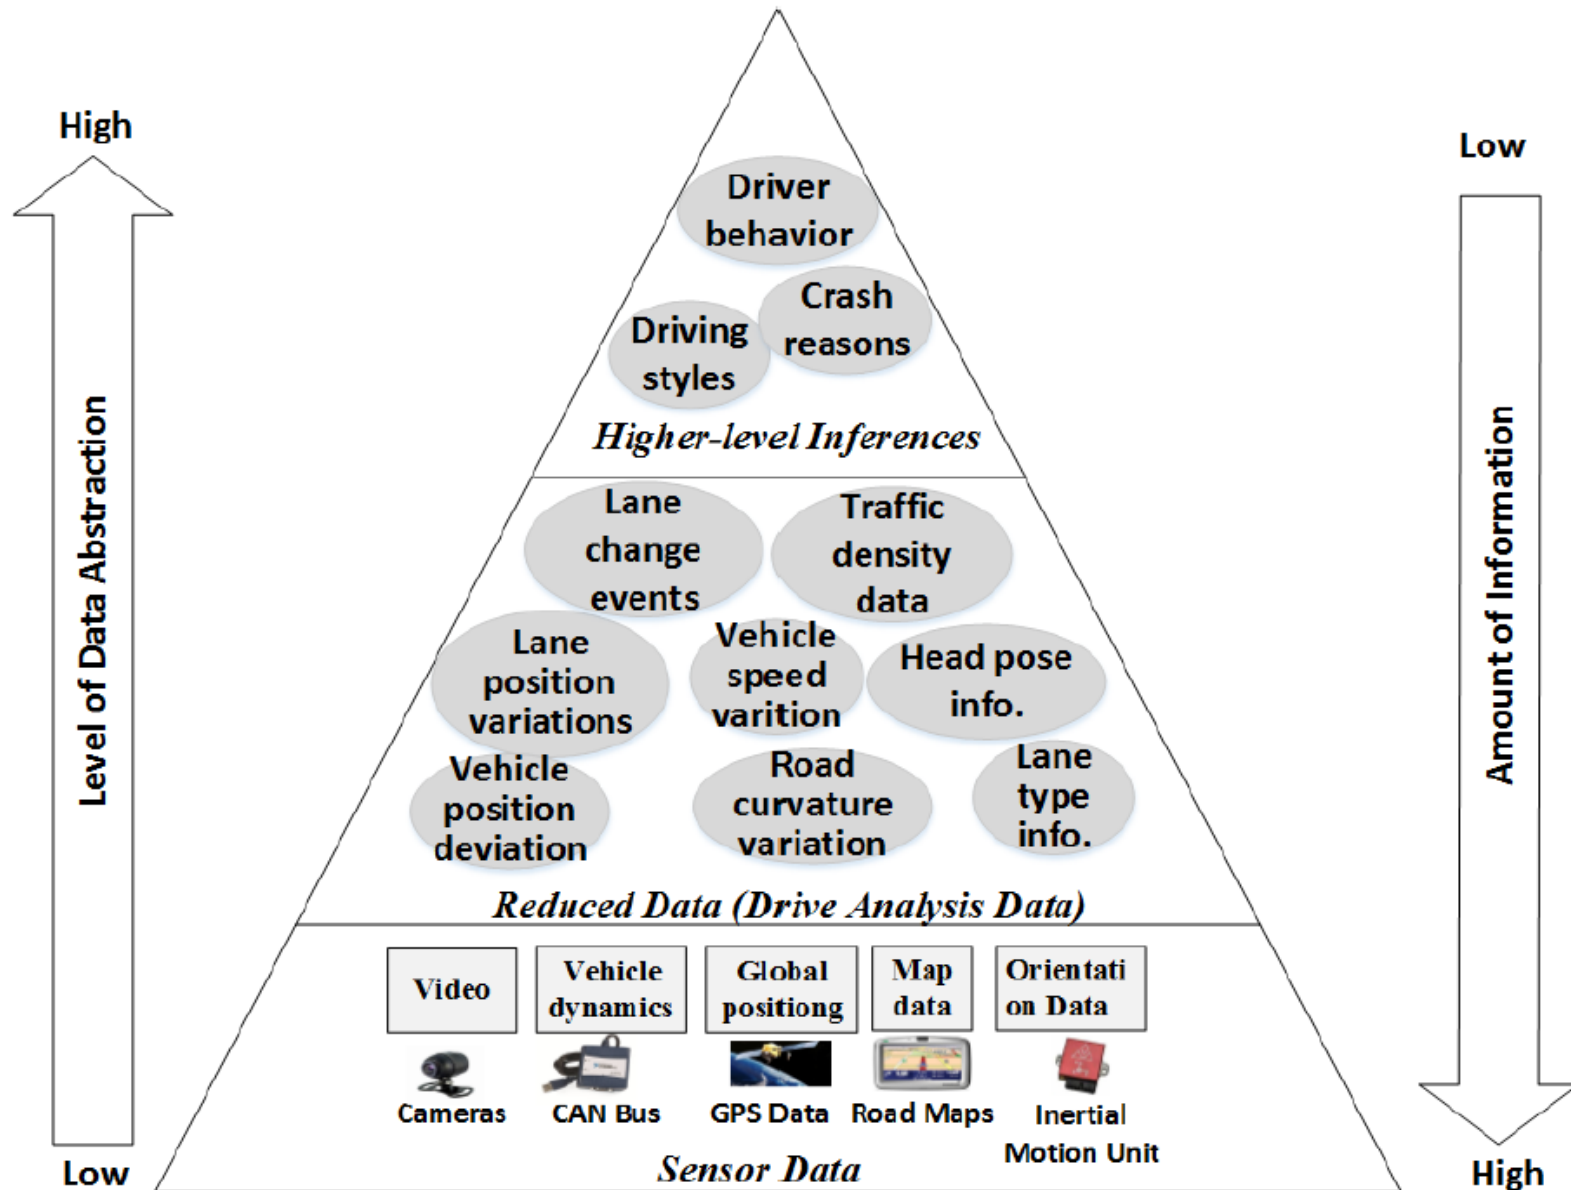 High
Low
Level of Data Abstraction
Amount of Information
Low
High
Driver
behavior
Crash
reasons
Driving
styles
Higher-level Inferences
Lane
change
events
Traffic
density
data
Lane
position
variations
Vehicle
speed
varition
Head pose
info.
Vehicle
position
deviation
Road
curvature
variation
Lane
type
info.
Reduced Data (Drive Analysis Data)
Video
Vehicle
dynamics
Global
positiong
Map
data
Orientati
on Data
Cameras
CAN Bus
GPS Data
Road Maps
Inertial
Motion Unit
Sensor Data